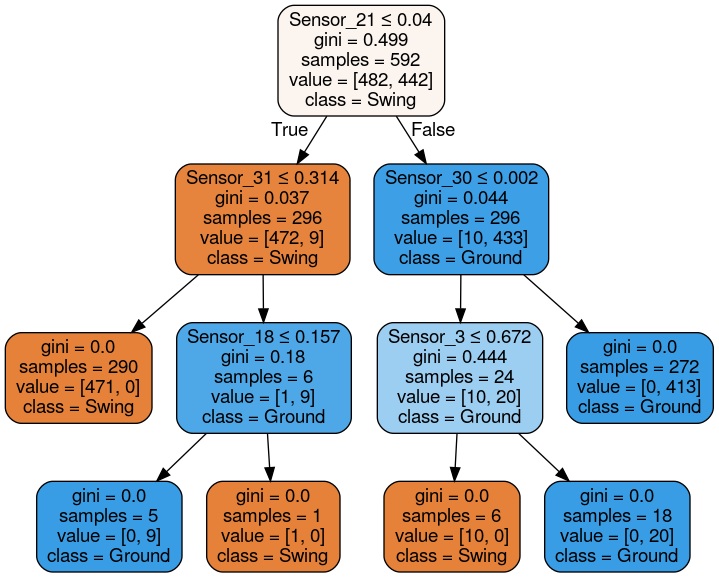 Sensor_21 ≤ 0.04
gini = 0.499
samples = 592
value = [482, 442]
class = Swing
True
False
Sensor_31 ≤ 0.314
gini = 0.037
samples = 296
value = [472, 9]
class = Swing
Sensor_30 ≤ 0.002
gini = 0.044
samples = 296
value = [10, 433]
class = Ground
gini = 0.0
samples = 290
value = [471, 0]
class = Swing
Sensor_18 ≤ 0.157
gini = 0.18
samples = 6
value = [1, 9]
class = Ground
Sensor_3 ≤ 0.672
gini = 0.444
samples = 24
value = [10, 20]
class = Ground
gini = 0.0
samples = 272
value = [0, 413]
class = Ground
gini = 0.0
samples = 5
value = [0, 9]
class = Ground
gini = 0.0
samples = 1
value = [1, 0]
class = Swing
gini = 0.0
samples = 6
value = [10, 0]
class = Swing
gini = 0.0
samples = 18
value = [0, 20]
class = Ground